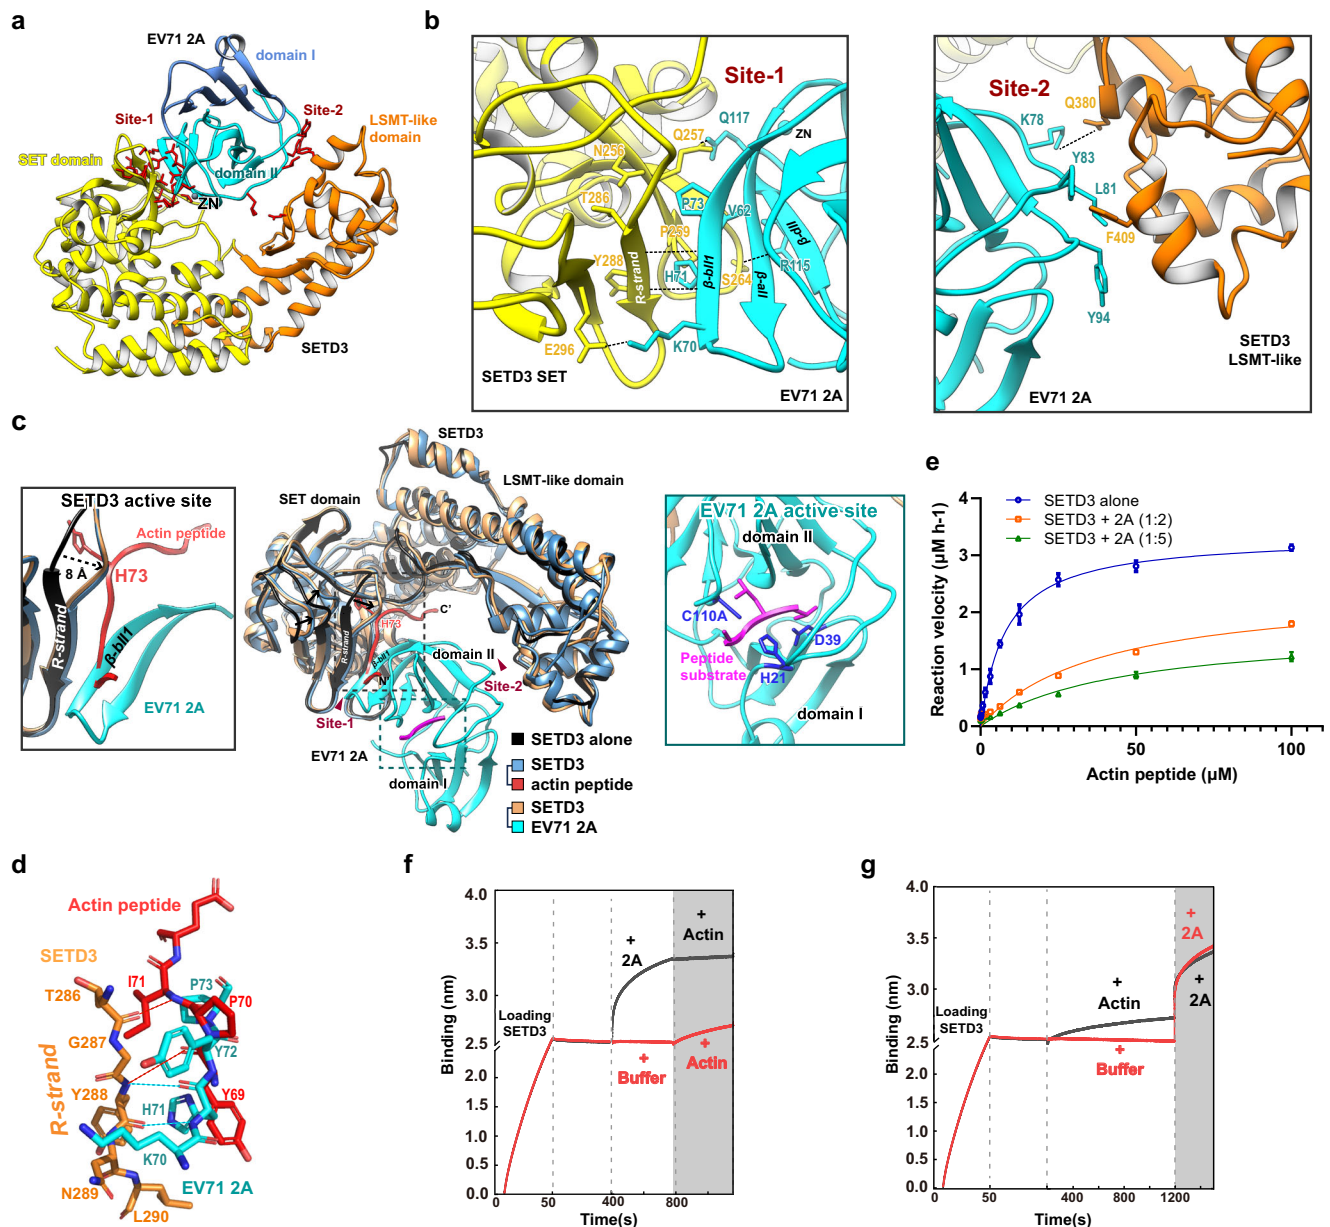 a
EV71 2A
domain I
Site-1
Site-2
LSMT-like
domain
SET domain
domain II
ZN
SETD3
b
Site-1
Q117
ZN
Q257
N256
T286
P73
V62
β-dII
P259
Y288
R-strand
H71
β-bII1
S264
β-aII
R115
E296
K70
SETD3 SET
EV71 2A
Site-2
Q380
K78
Y83
L81
F409
Y94
SETD3
LSMT-like
EV71 2A
c
SETD3 active site
Actin peptide
8 Å
H73
R-strand
β-bII1
EV71 2A
SETD3
LSMT-like domain
SET domain
H73
C'
R-strand
β-bII1
domain II
N'
Site-2
Site-1
EV71 2A
domain I
SETD3 alone
SETD3
actin peptide
SETD3
EV71 2A
EV71 2A active site
domain II
C110A
D39
Peptide
substrate
H21
domain I
e
4
3
2
1
0
Reaction velocity (µM h-1)
SETD3 alone
SETD3 + 2A (1:2)
SETD3 + 2A (1:5)
0
50
100
Actin peptide (µM)
d
Actin peptide
SETD3
I71
P73
P70
T286
G287
Y72
R-strand
Y288
Y69
H71
K70
N289
EV71 2A
L290
f
4.0
3.5
3.0
2.5
2.0
1.5
1.0
0.5
0.0
Binding (nm)
Loading
SETD3
+
2A
+
Actin
+
Buffer
+
Actin
0
50
400
800
Time(s)
g
4.0
3.5
3.0
2.5
2.0
1.5
1.0
0.5
0.0
Binding (nm)
Loading
SETD3
+
Actin
+
Buffer
+
2A
+
2A
0
50
400
800
1200
Time(s)